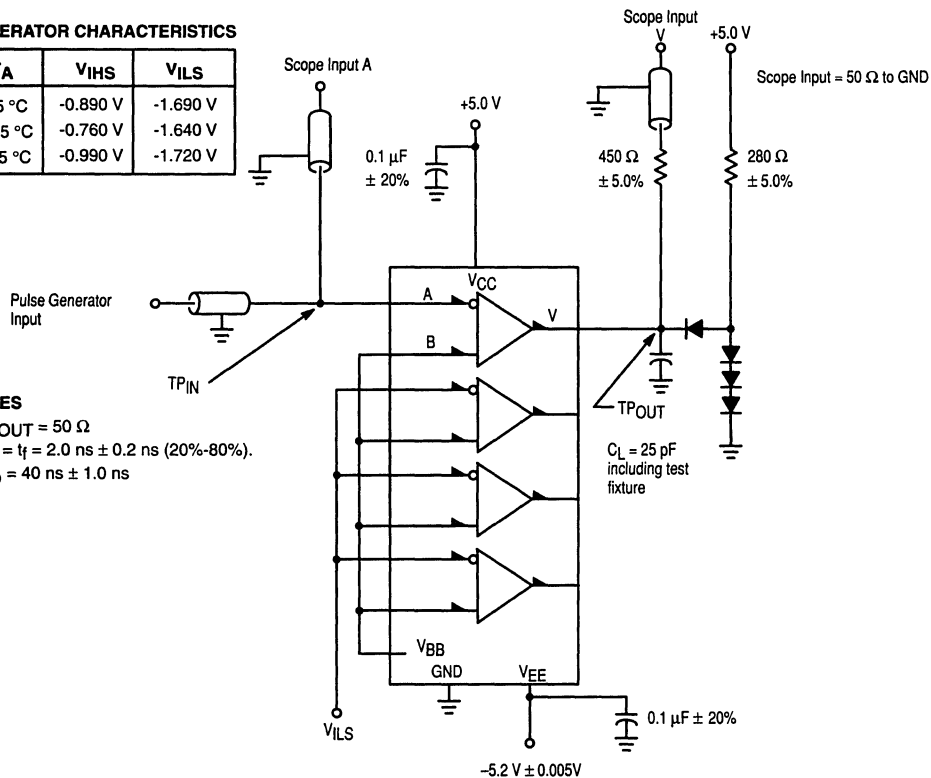 ERATOR CHARACTERISTICS
A VIHS VILS
5 °C -0.890 V -1.690 V
5 °C -0.760 V -1.640 V
5 °C -0.990 V -1.720 V
Scope Input A
+5.0 V
0.1 µF
± 20%
Scope Input
V
+5.0 V
Scope Input = 50 Ω to GND
450 Ω
± 5.0%
280 Ω
± 5.0%
Pulse Generator
Input
TPIN
VCC
A
B
V
TPOUT
CL = 25 pF
including test
fixture
ES
OUT = 50 Ω
= tf = 2.0 ns ± 0.2 ns (20%-80%).
= 40 ns ± 1.0 ns
VBB
GND
VEE
VILS
0.1 µF ± 20%
–5.2 V ± 0.005V